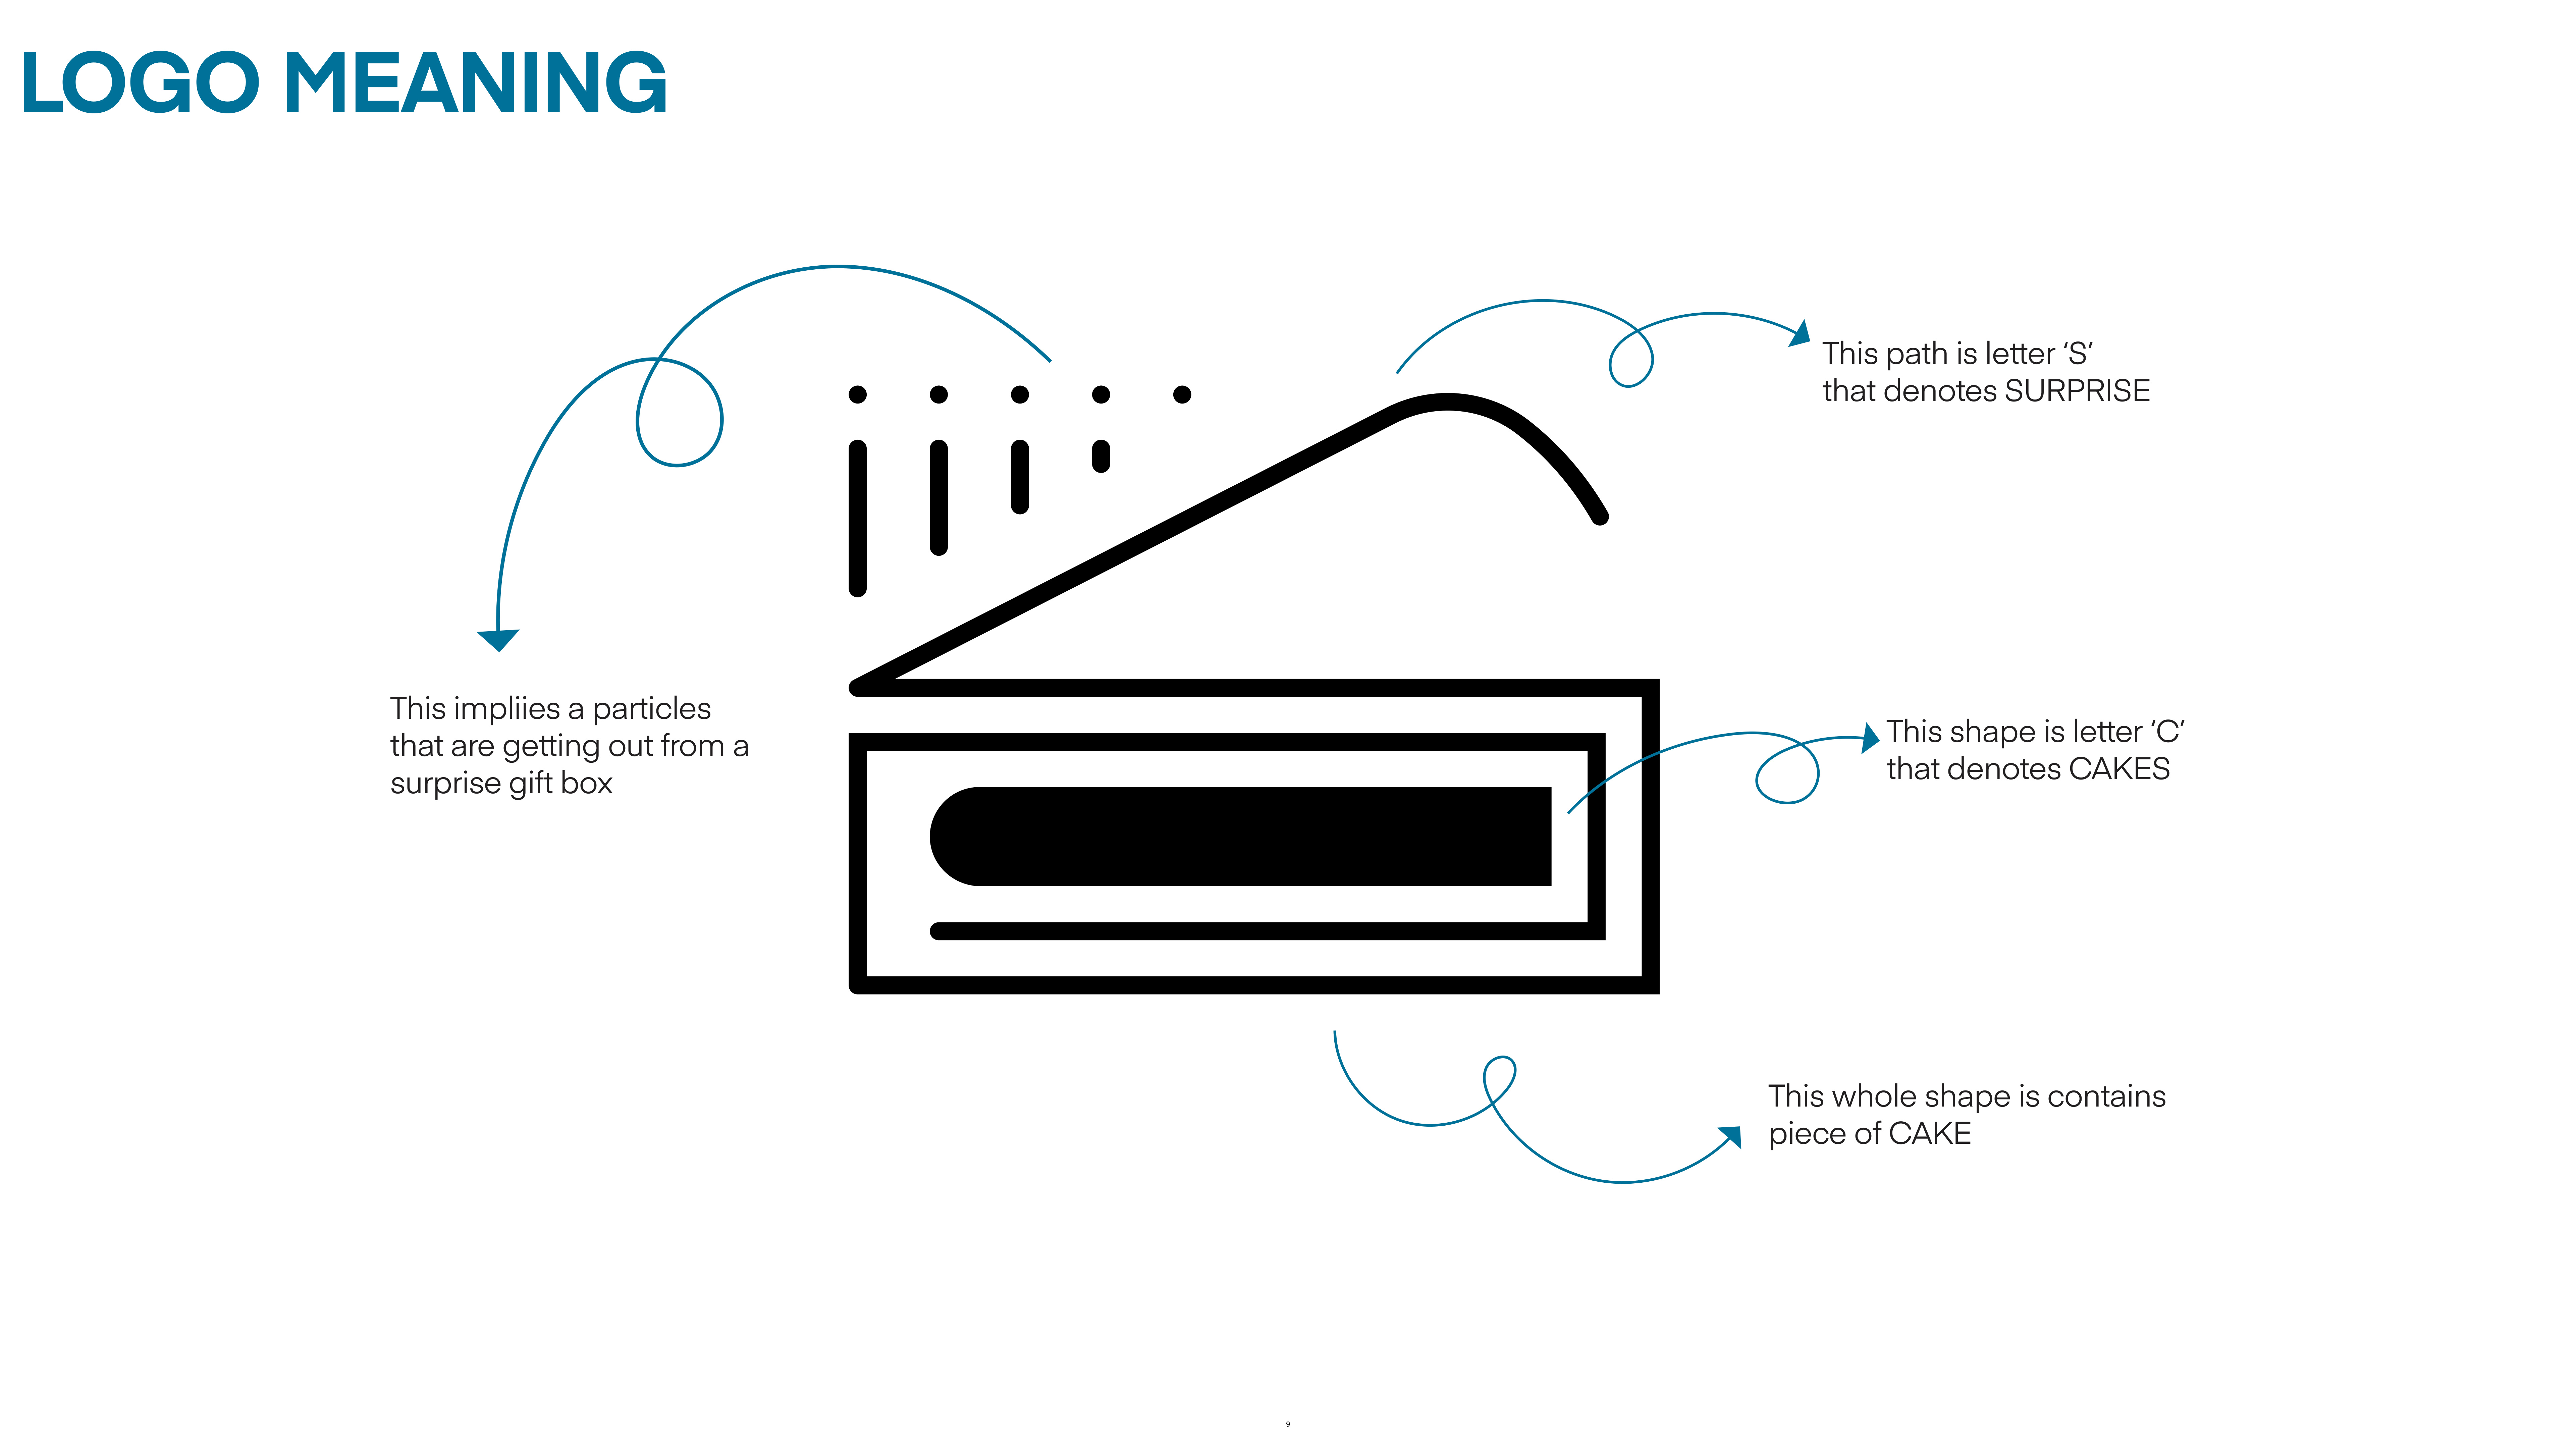 LOGO MEANING
This path is letter ‘S’
that denotes SURPRISE
This impliies a particles
that are getting out from a
surprise gift box
This shape is letter ‘C’
that denotes CAKES
This whole shape is contains
piece of CAKE
9